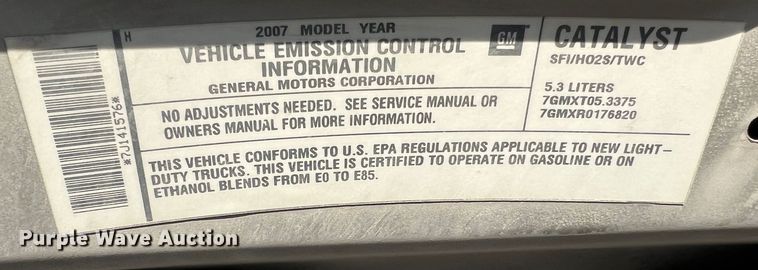 *7J141576*
H
2007 MODEL YEAR
VEHICLE EMISSION CONTROL
INFORMATION
GENERAL MOTORS CORPORATION
GM
CATALYST
SFI/HO2S/TWC
NO ADJUSTMENTS NEEDED. SEE SERVICE MANUAL OR
OWNERS MANUAL FOR MORE INFORMATION.
5.3 LITERS
7GMXT05.3375
7GMXR0176820
THIS VEHICLE CONFORMS TO U.S. EPA REGULATIONS APPLICABLE TO NEW LIGHT-
DUTY TRUCKS. THIS VEHICLE IS CERTIFIED TO OPERATE ON GASOLINE OR ON
ETHANOL BLENDS FROM E0 TO E85.
Purple Wave Auction